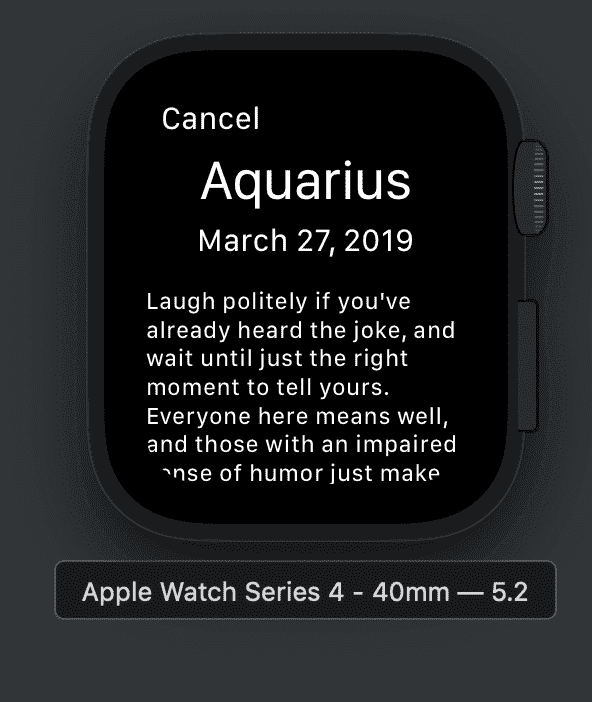 Cancel
Aquarius
March 27, 2019
Laugh politely if you've
already heard the joke, and
wait until just the right
moment to tell yours.
Everyone here means well,
and those with an impaired
of humor just make
Apple Watch Series 4 - 40mm — 5.2